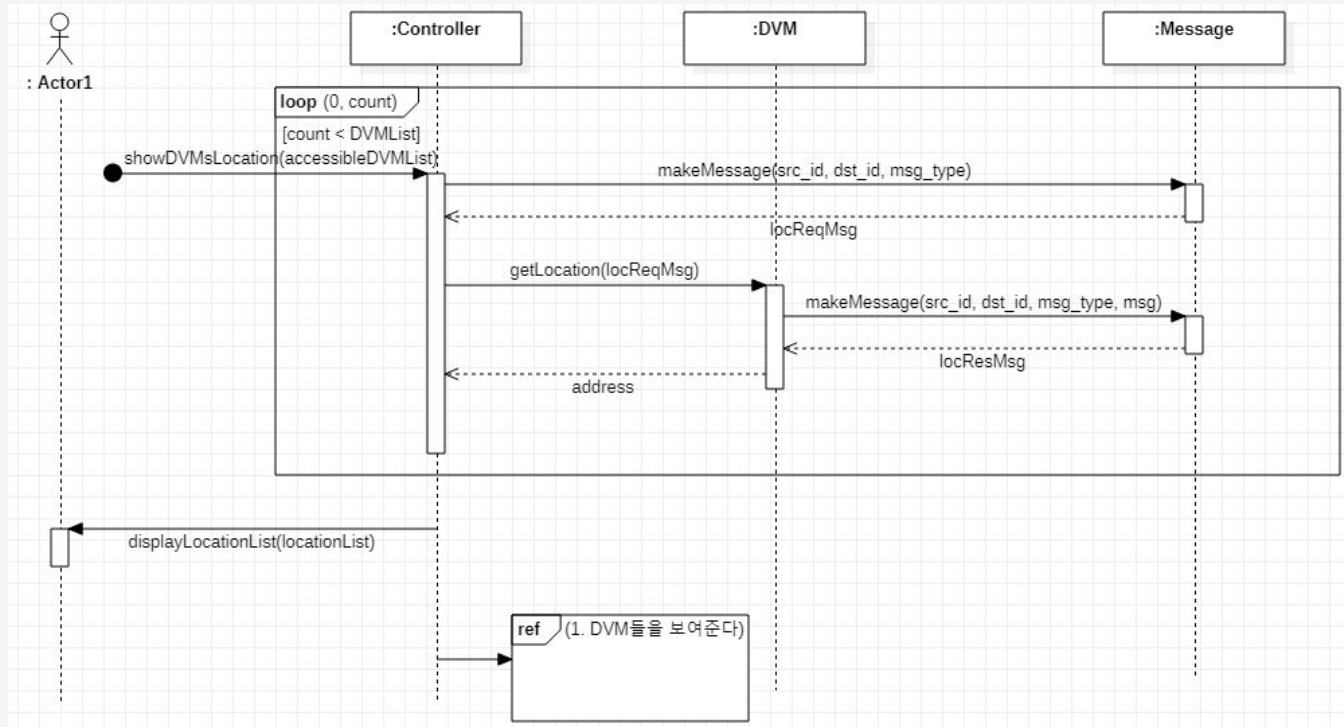 : Actor1
:Controller
:DVM
:Message
loop (0, count)
[count < DVMList]
showDVMsLocation(accessibleDVMList)
makeMessage(src_id, dst_id, msg_type)
locReqMsg
getLocation(locReqMsg)
makeMessage(src_id, dst_id, msg_type, msg)
locResMsg
address
displayLocationList(locationList)
ref (1. DVM들을 보여준다)